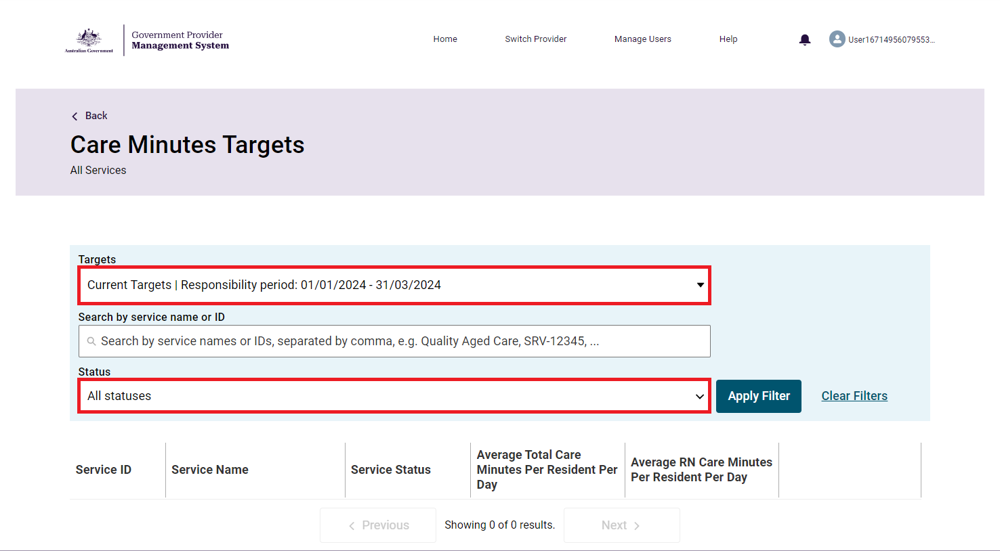 Australian Government
Government Provider
Management System
Home
Switch Provider
Manage Users
Help
User16714956079553...
Back
Care Minutes Targets
All Services
Targets
Current Targets | Responsibility period: 01/01/2024 - 31/03/2024
Search by service name or ID
Search by service names or IDs, separated by comma, e.g. Quality Aged Care, SRV-12345, ...
Status
All statuses
Apply Filter
Clear Filters
Service ID
Service Name
Service Status
Average Total Care
Minutes Per Resident Per
Day
Average RN Care Minutes
Per Resident Per Day
Previous
Showing 0 of 0 results.
Next